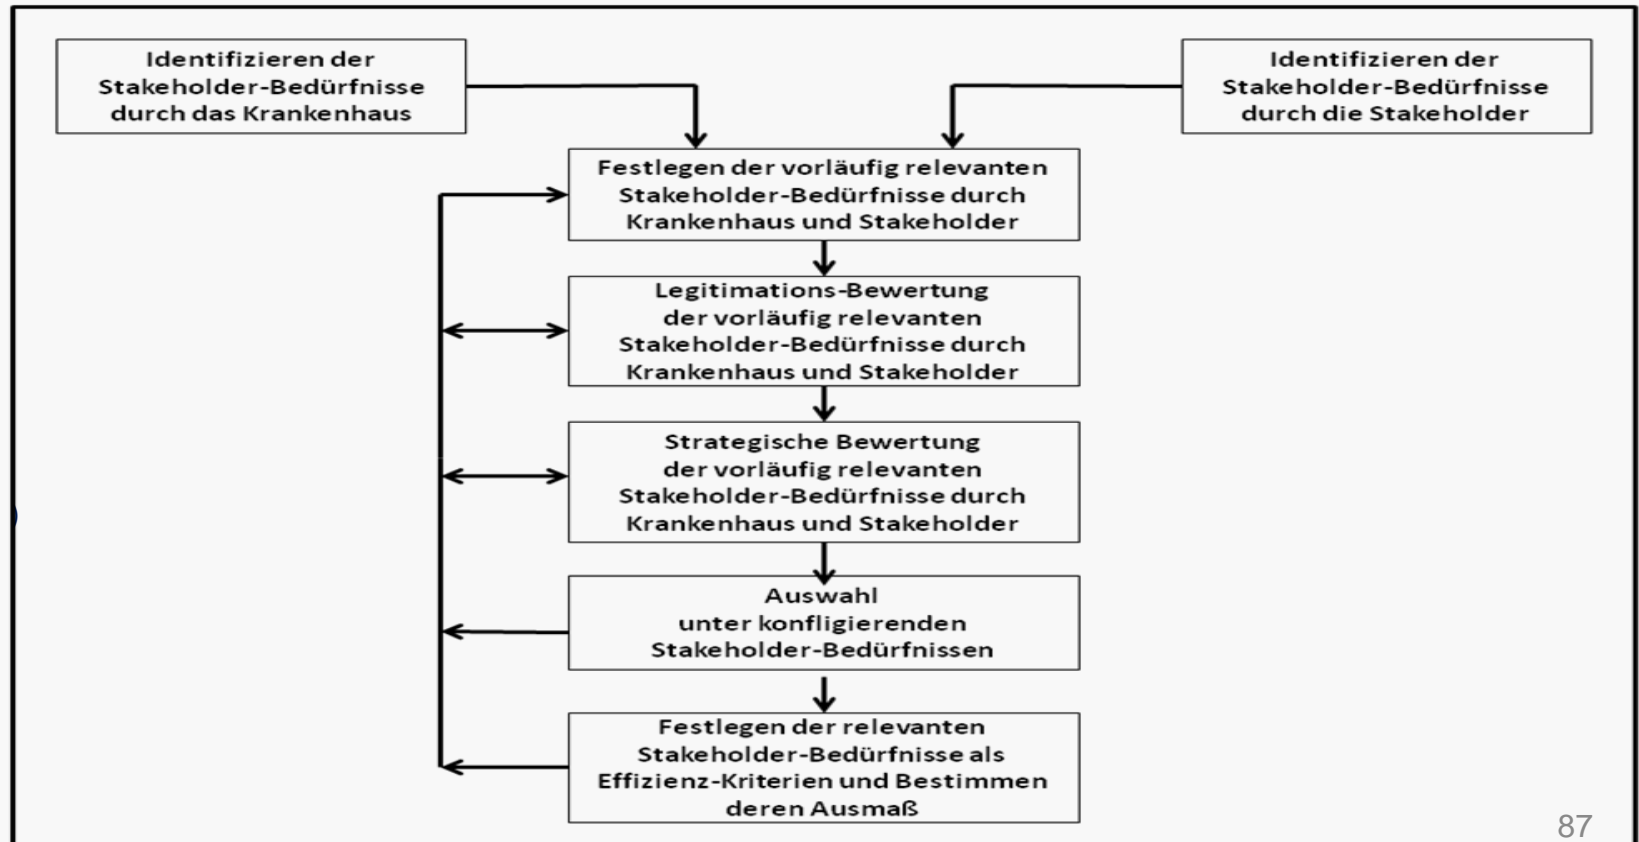 Identifizieren der
Stakeholder-Bedürfnisse
durch das Krankenhaus
Identifizieren der
Stakeholder-Bedürfnisse
durch die Stakeholder
Festlegen der vorläufig relevanten
Stakeholder-Bedürfnisse durch
Krankenhaus und Stakeholder
Legitimations-Bewertung
der vorläufig relevanten
Stakeholder-Bedürfnisse durch
Krankenhaus und Stakeholder
Strategische Bewertung
der vorläufig relevanten
Stakeholder-Bedürfnisse durch
Krankenhaus und Stakeholder
Auswahl
unter konfligierenden
Stakeholder-Bedürfnissen
Festlegen der relevanten
Stakeholder-Bedürfnisse als
Effizienz-Kriterien und Bestimmen
deren Ausmaß
87